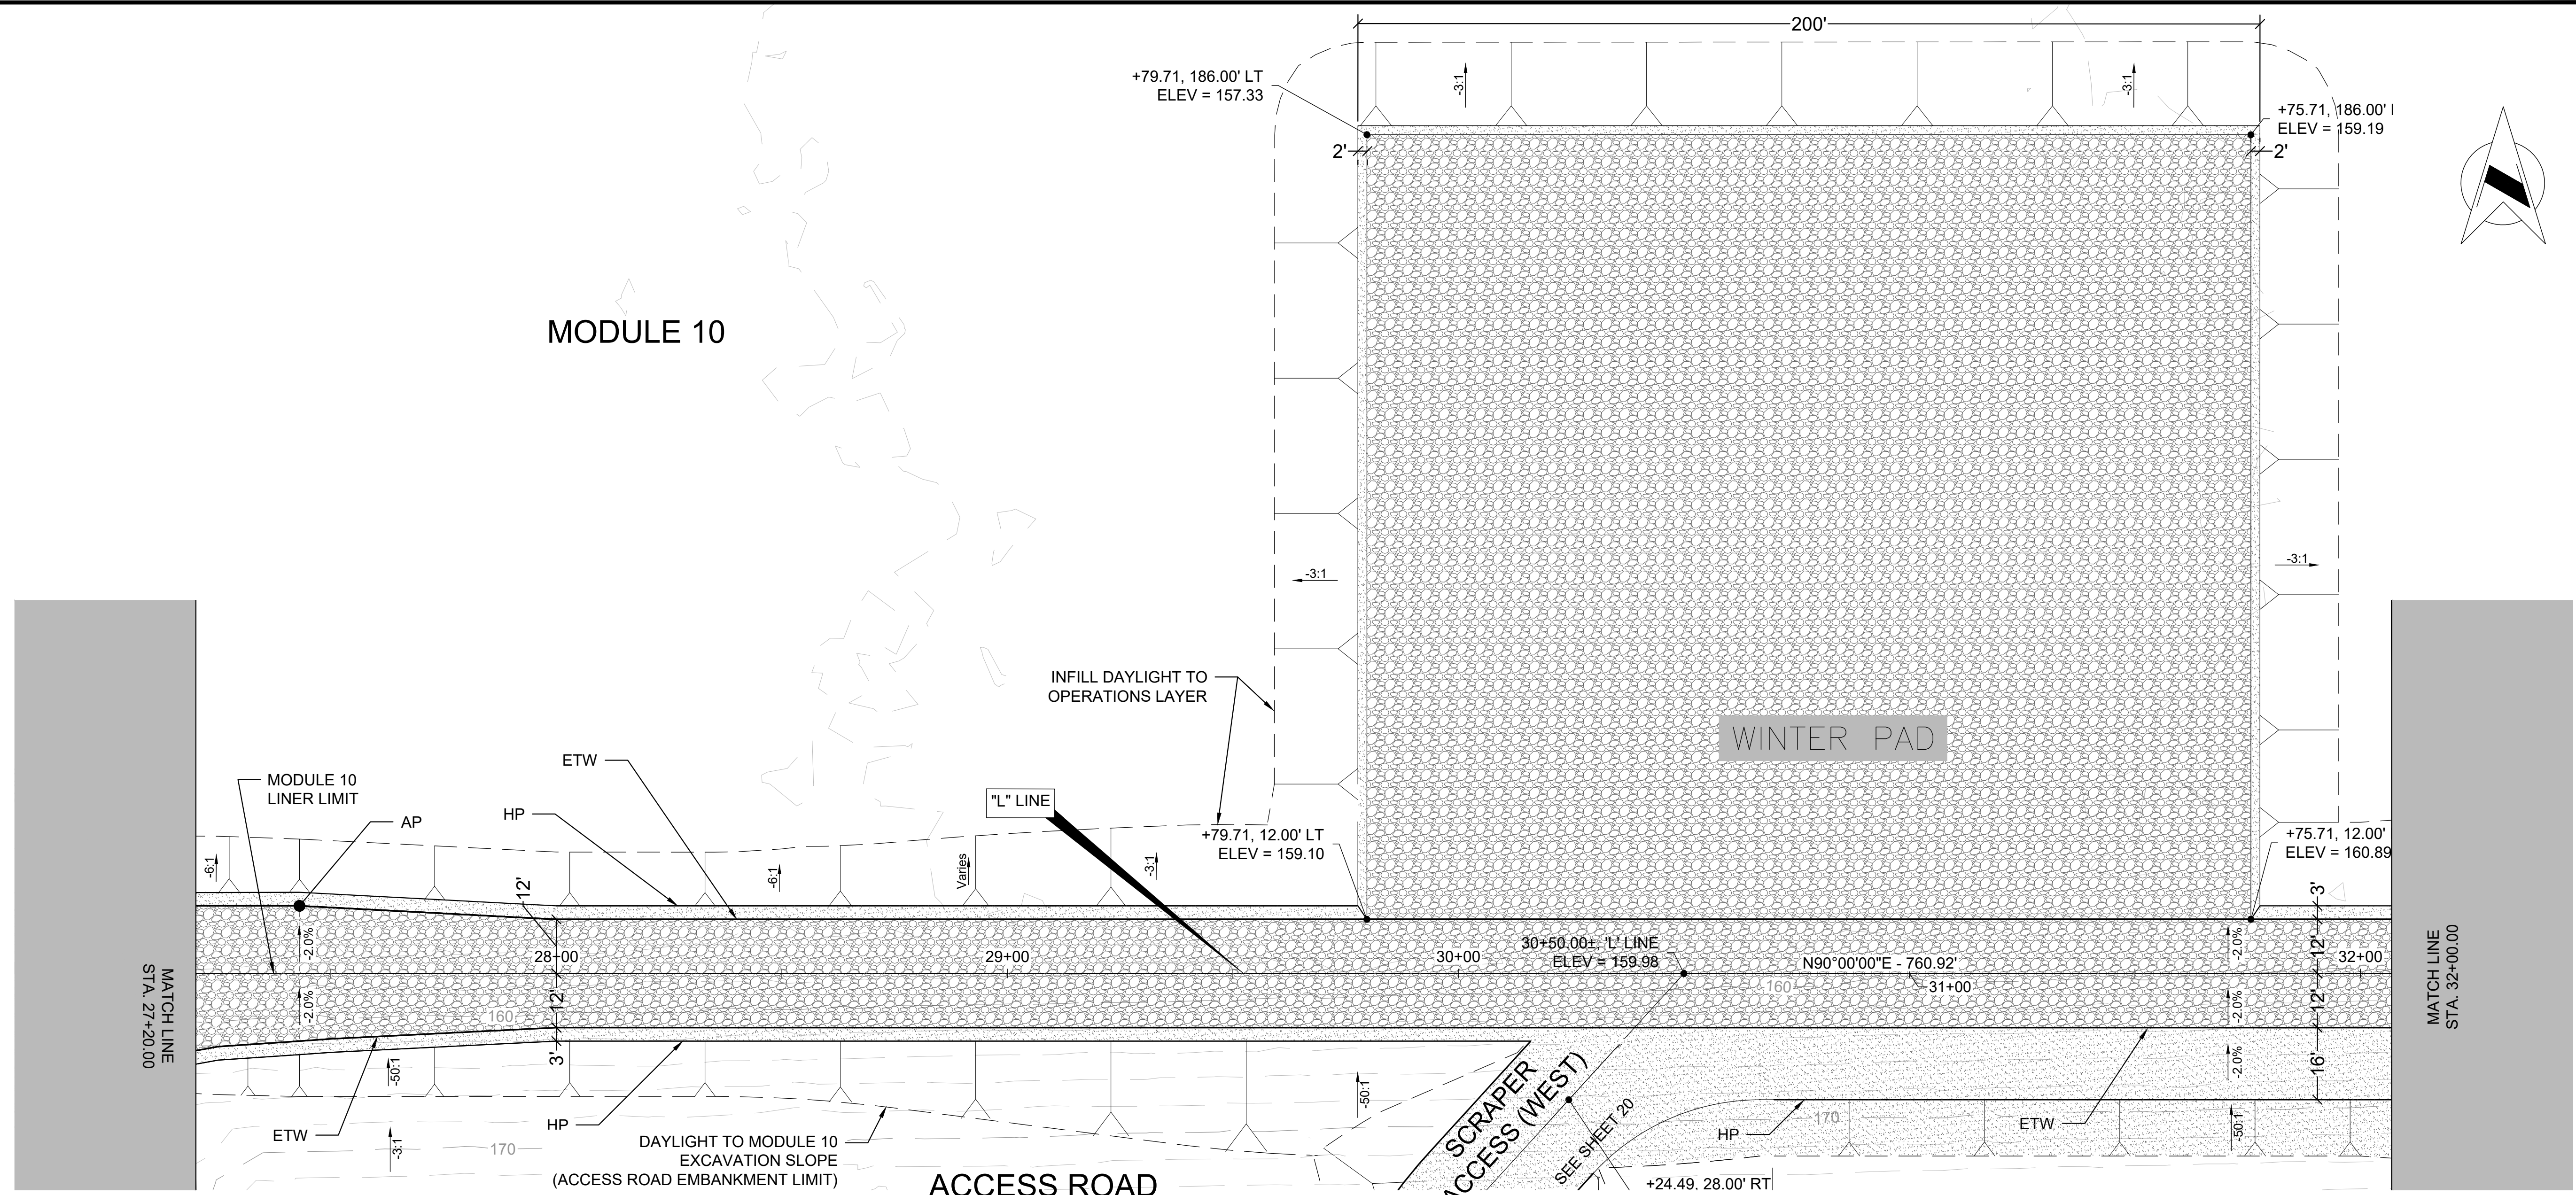 200'
+79.71, 186.00' LT
ELEV = 157.33
-3:1
-3:1
+75.71, 186.00'
ELEV = 159.19
2'
2'
MODULE 10
-3:1
-3:1
INFILL DAYLIGHT TO
OPERATIONS LAYER
WINTER PAD
ETW
MODULE 10
LINER LIMIT
HP
AP
"L" LINE
+79.71, 12.00' LT
ELEV = 159.10
+75.71, 12.00'
ELEV = 160.89
-6:1
-6:1
Varies
-3:1
12'
3'
MATCH LINE
STA. 27+20.00
-2.0%
28+00
29+00
30+00
30+50.00±, 'L' LINE
ELEV = 159.98
N90°00'00"E - 760.92'
31+00
32+00
-2.0%
12'
MATCH LINE
STA. 32+00.00
-2.0%
160
12'
160
-2.0%
12'
3'
-50:1
-50:1
-2.0%
16'
ETW
-3:1
170
HP
DAYLIGHT TO MODULE 10
EXCAVATION SLOPE
(ACCESS ROAD EMBANKMENT LIMIT)
ACCESS ROAD
SCRAPER
ACCESS (WEST)
SEE SHEET 20
170
HP
ETW
-50:1
+24.49, 28.00' RT